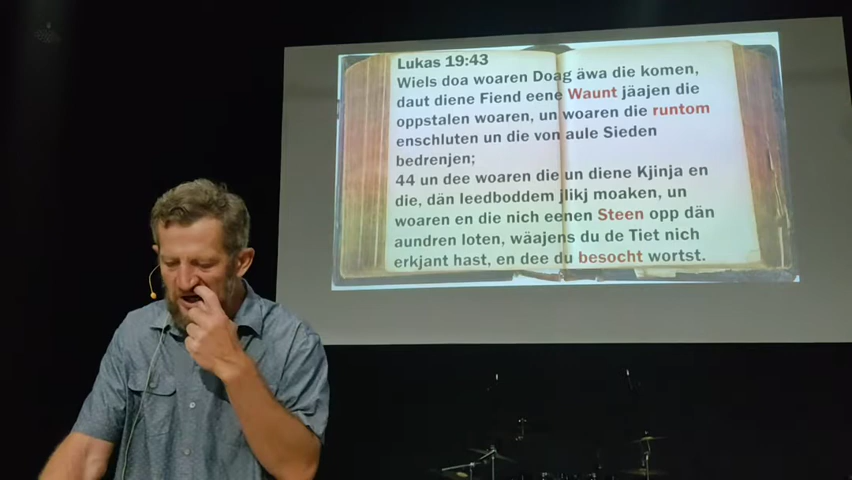 Lukas 19:43
Wiels doa woaren Doag äwa die komen,
daut diene Fiend eene Waunt jäajen die
oppstalen woaren, un woaren die runtom
enschluten un die von aule Sieden
bedrenjen;
44 un dee woaren die un diene Kjinja en
die, dän leedboddem jlikj moaken, un
woaren en die nich eenen Steen opp dän
aundren loten, wäajens du de Tiet nich
erkjant hast, en dee du besocht wortst.